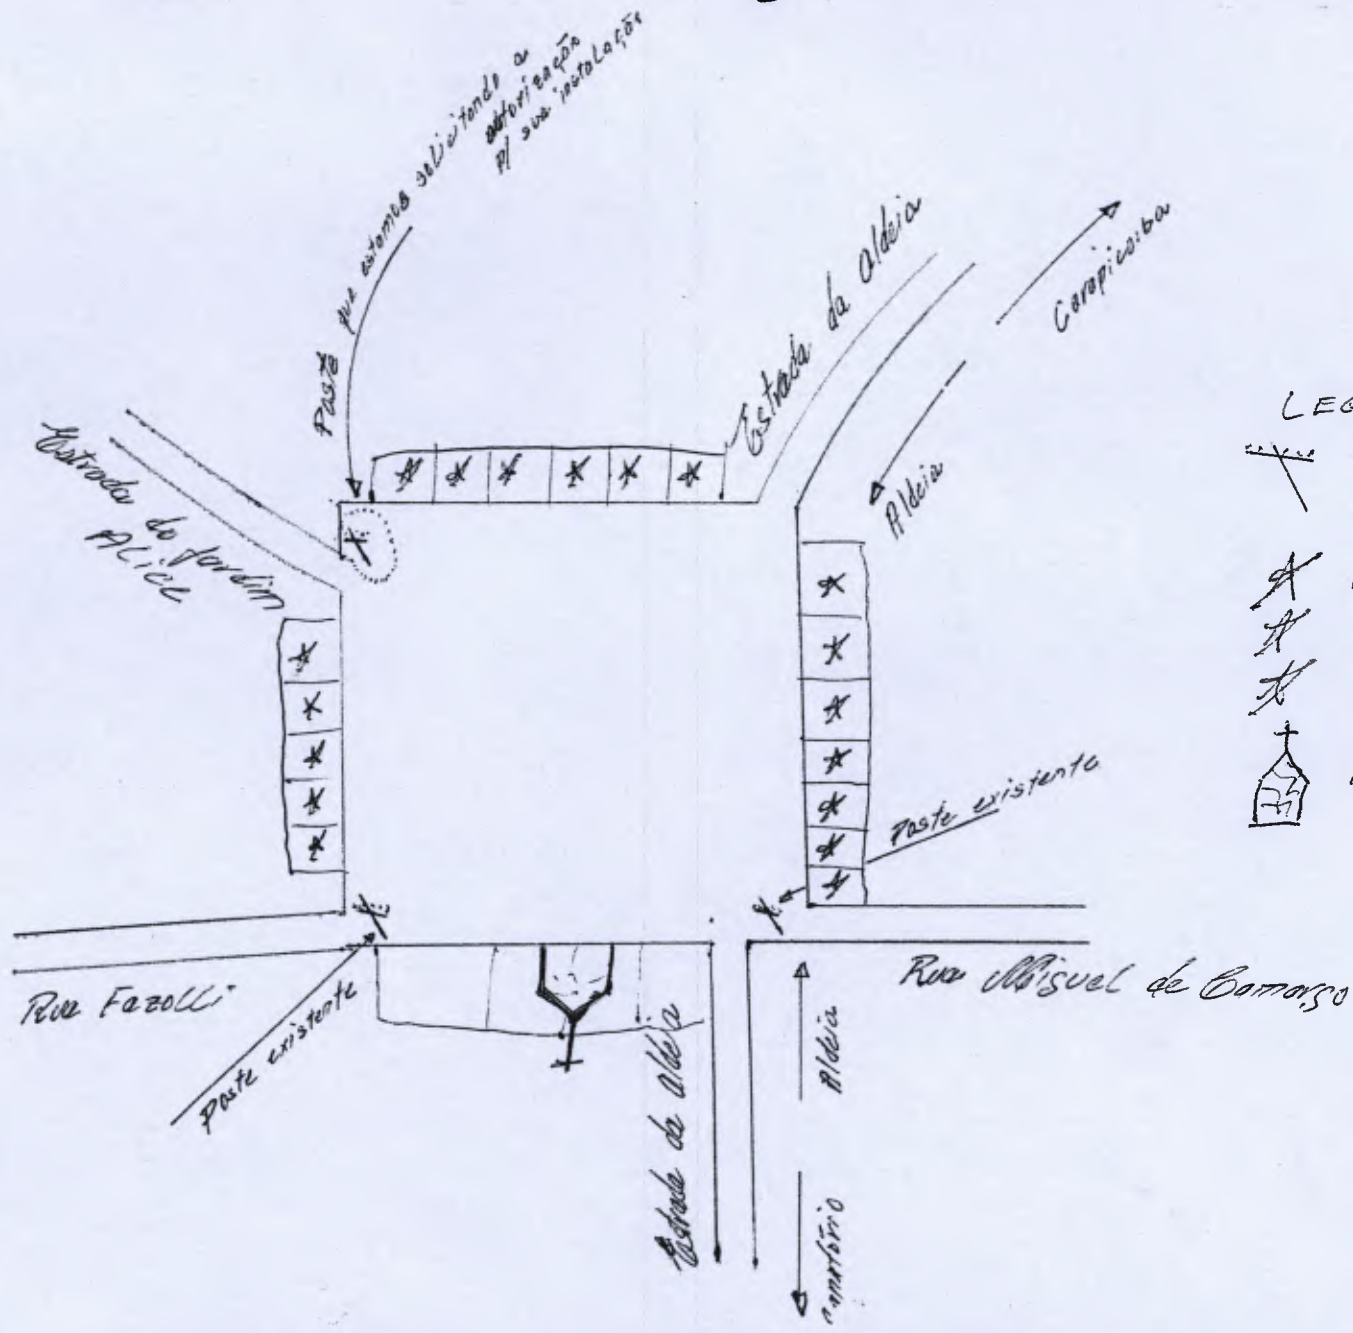 Poste que estamos solicitando a
autorização
p/ sua instalação
Estrada da aldeia
Carapicuiba
Aldeia
LEG
Estrada do Jardim
ALice
Poste existente
Rua Fazolli
Poste existente
Rua Miguel de Camargo
Estrada da aldeia
Aldeia